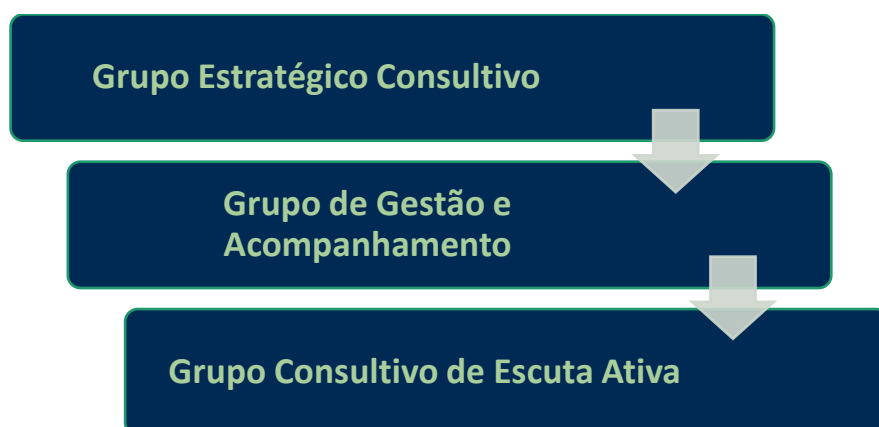 Grupo Estratégico Consultivo
Grupo de Gestão e
Acompanhamento
Grupo Consultivo de Escuta Ativa